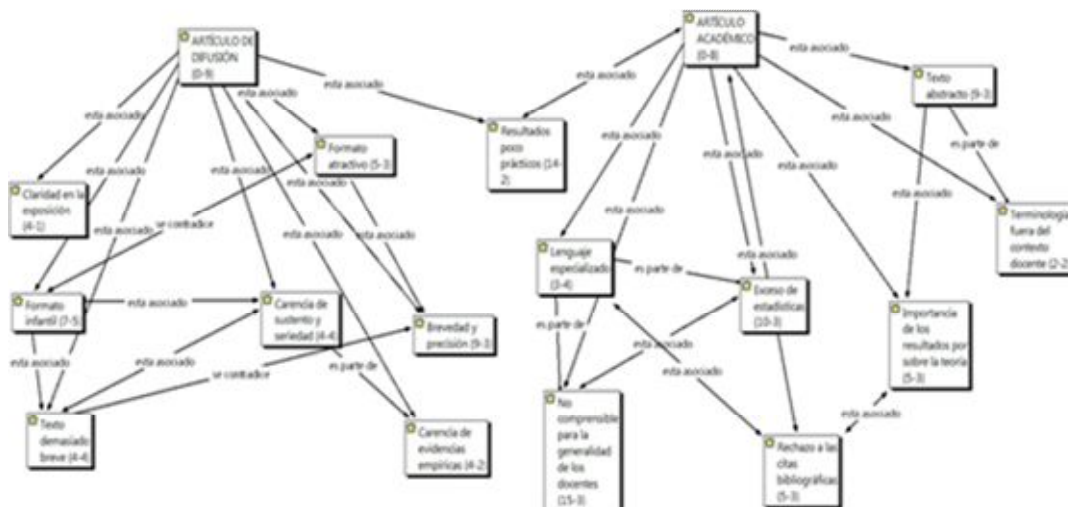 ARTÍCULO DE
DIFUSIÓN
(0-9)
ARTÍCULO
ACADÉMICO
(0-8)
esta asociado
esta asociado
esta asociado
esta asociado
esta asociado
Texto
abstracto (9-3)
esta asociado
esta asociado
esta asociado
Resultados
poco
prácticos (14-
2)
Formato
atractivo (5-3)
esta asociado
esta asociado
es parte de
Claridad en la
exposición
(4-1)
esta asociado
esta asociado
esta asociado
esta asociado
esta asociado
esta asociado
esta asociado
se contradice
esta asociado
Terminología
fuera del
contexto
docente (2-2)
Lenguaje
especializado
(3-4)
es parte de
esta asociado
Formato
infantil (7-5)
esta asociado
Carencia de
sustento y
seriedad (4-4)
Brevedad y
precisión (9-3)
Exceso de
estadísticas
(10-3)
Importancia
de los
resultados por
sobre la teoría
(5-3)
es parte de
esta asociado
esta asociado
se contradice
es parte de
esta asociado
esta asociado
Texto
demasiado
breve (4-4)
Carencia de
evidencias
empíricas (4-2)
No
comprensible
para la
generalidad
de los
docentes
(15-3)
esta asociado
Rechazo a las
citas
bibliográficas
(5-3)